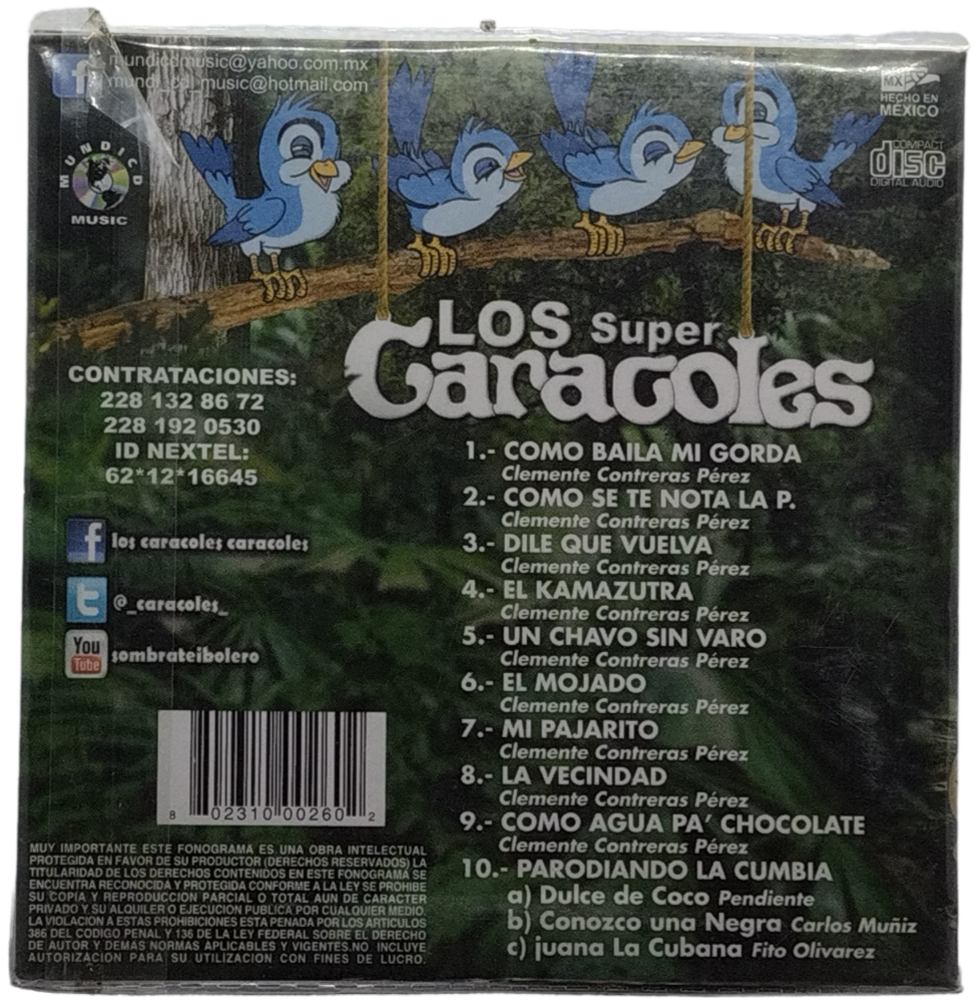 mundicdmusic@yahoo.com.mx
mundi_cd_music@hotmail.com
MUNDICD
MUSIC
HECHO EN
MEXICO
COMPACT
disc
DIGITAL AUDIO
LOS Super
Caracoles
CONTRATACIONES:
228 132 86 72
228 192 0530
ID NEXTEL:
62*12*16645
los caracoles caracoles
@_caracoles_
You
Tube
sombrateibolero
1.- COMO BAILA MI GORDA
Clemente Contreras Pérez
2.- COMO SE TE NOTA LA P.
Clemente Contreras Pérez
3.- DILE QUE VUELVA
Clemente Contreras Pérez
4.- EL KAMAZUTRA
Clemente Contreras Pérez
5.- UN CHAVO SIN VARO
Clemente Contreras Pérez
6.- EL MOJADO
Clemente Contreras Pérez
7.- MI PAJARITO
Clemente Contreras Pérez
8.- LA VECINDAD
Clemente Contreras Pérez
9.- COMO AGUA PA' CHOCOLATE
Clemente Contreras Pérez
10.- PARODIANDO LA CUMBIA
a) Dulce de Coco Pendiente
b) Conozco una Negra Carlos Muñiz
c) juana La Cubana Fito Olivarez
8 02310 00260 2
MUY IMPORTANTE ESTE FONOGRAMA ES UNA OBRA INTELECTUAL
PROTEGIDA EN FAVOR DE SU PRODUCTOR (DERECHOS RESERVADOS) LA
TITULARIDAD DE LOS DERECHOS CONTENIDOS EN ESTE FONOGRAMA SE
ENCUENTRA RECONOCIDA Y PROTEGIDA CONFORME A LA LEY SE PROHIBE
SU COPIA Y REPRODUCCION PARCIAL O TOTAL AUN DE CARACTER
PRIVADO Y SU ALQUILER O EJECUCION PUBLICA POR CUALQUIER MEDIO.
LA VIOLACION A ESTAS PROHIBICIONES ESTA PENADA POR LOS ARTICULOS
386 DEL CODIGO PENAL Y 136 DE LA LEY FEDERAL SOBRE EL DERECHO
DE AUTOR Y DEMAS NORMAS APLICABLES Y VIGENTES.NO INCLUYE
AUTORIZACION PARA SU UTILIZACION CON FINES DE LUCRO.